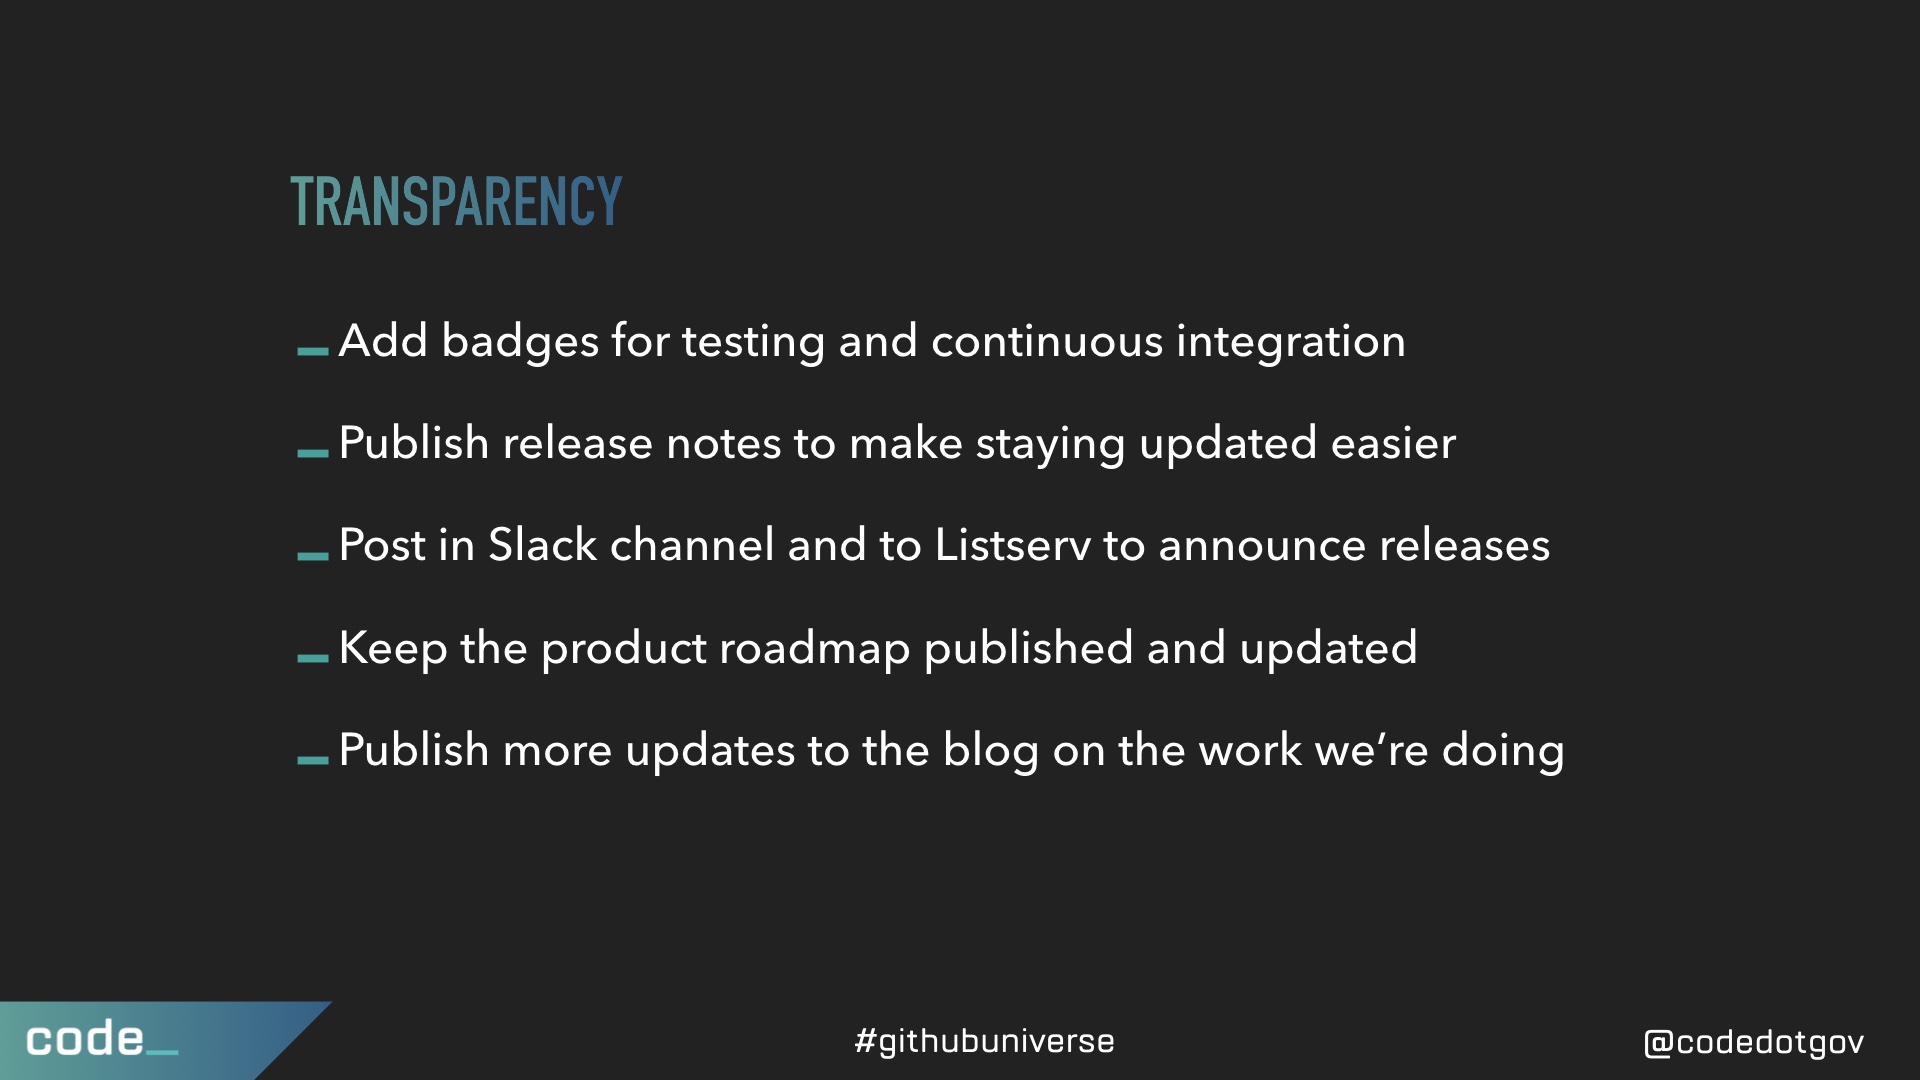 TRANSPARENCY
Add badges for testing and continuous integration
Publish release notes to make staying updated easier
Post in Slack channel and to Listserv to announce releases
Keep the product roadmap published and updated
Publish more updates to the blog on the work we’re doing
code_
#githubuniverse
@codedotgov